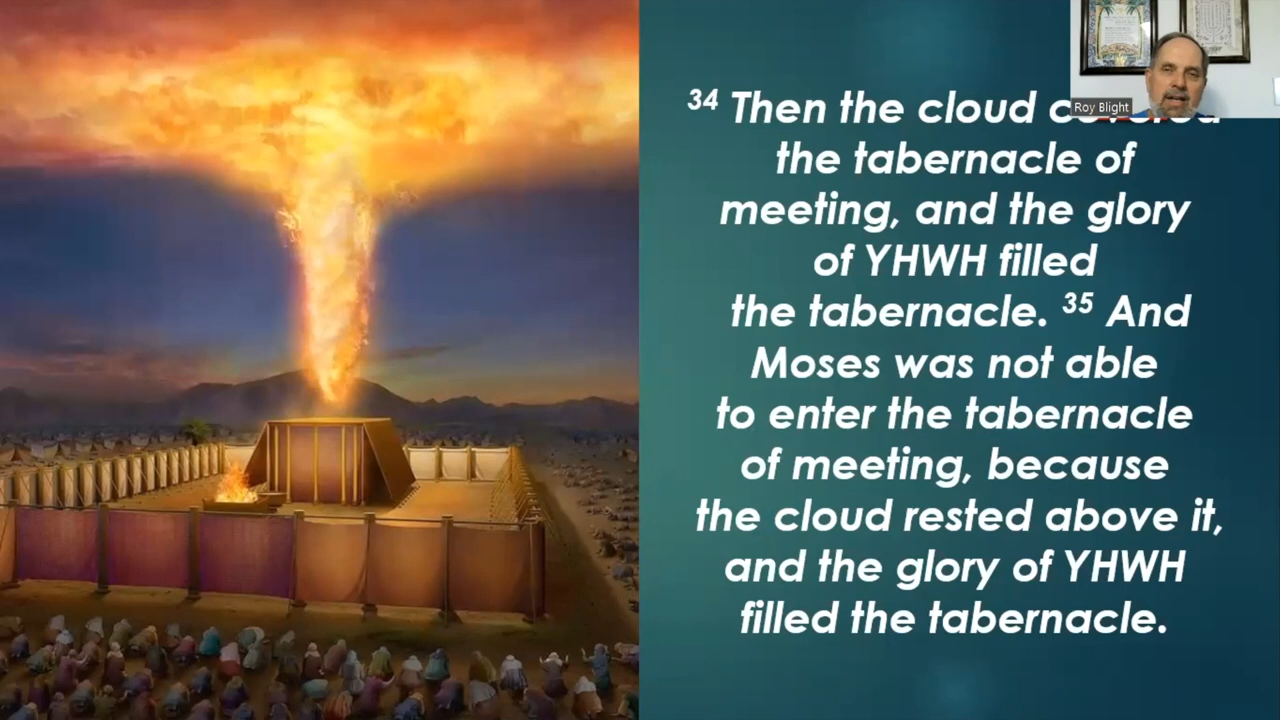 34 Then the cloud covered
the tabernacle of
meeting, and the glory
of YHWH filled
the tabernacle. 35 And
Moses was not able
to enter the tabernacle
of meeting, because
the cloud rested above it,
and the glory of YHWH
filled the tabernacle.
Roy Blight